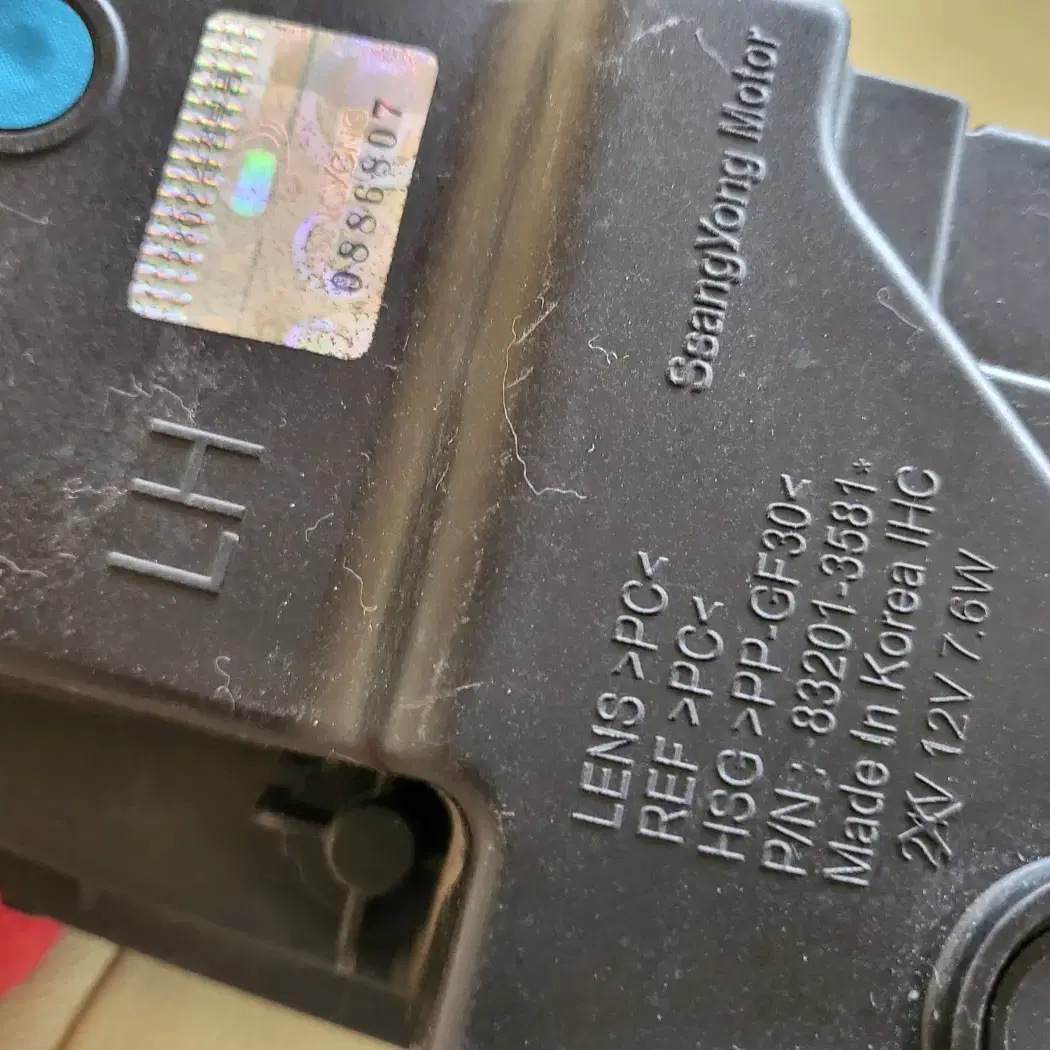 0886807
LH
SsangYong Motor
LENS >PC<
REF >PC<
HSG >PP-GF30<
P/N: 83201-3581*
Made In Korea IHC
12V 7.6W